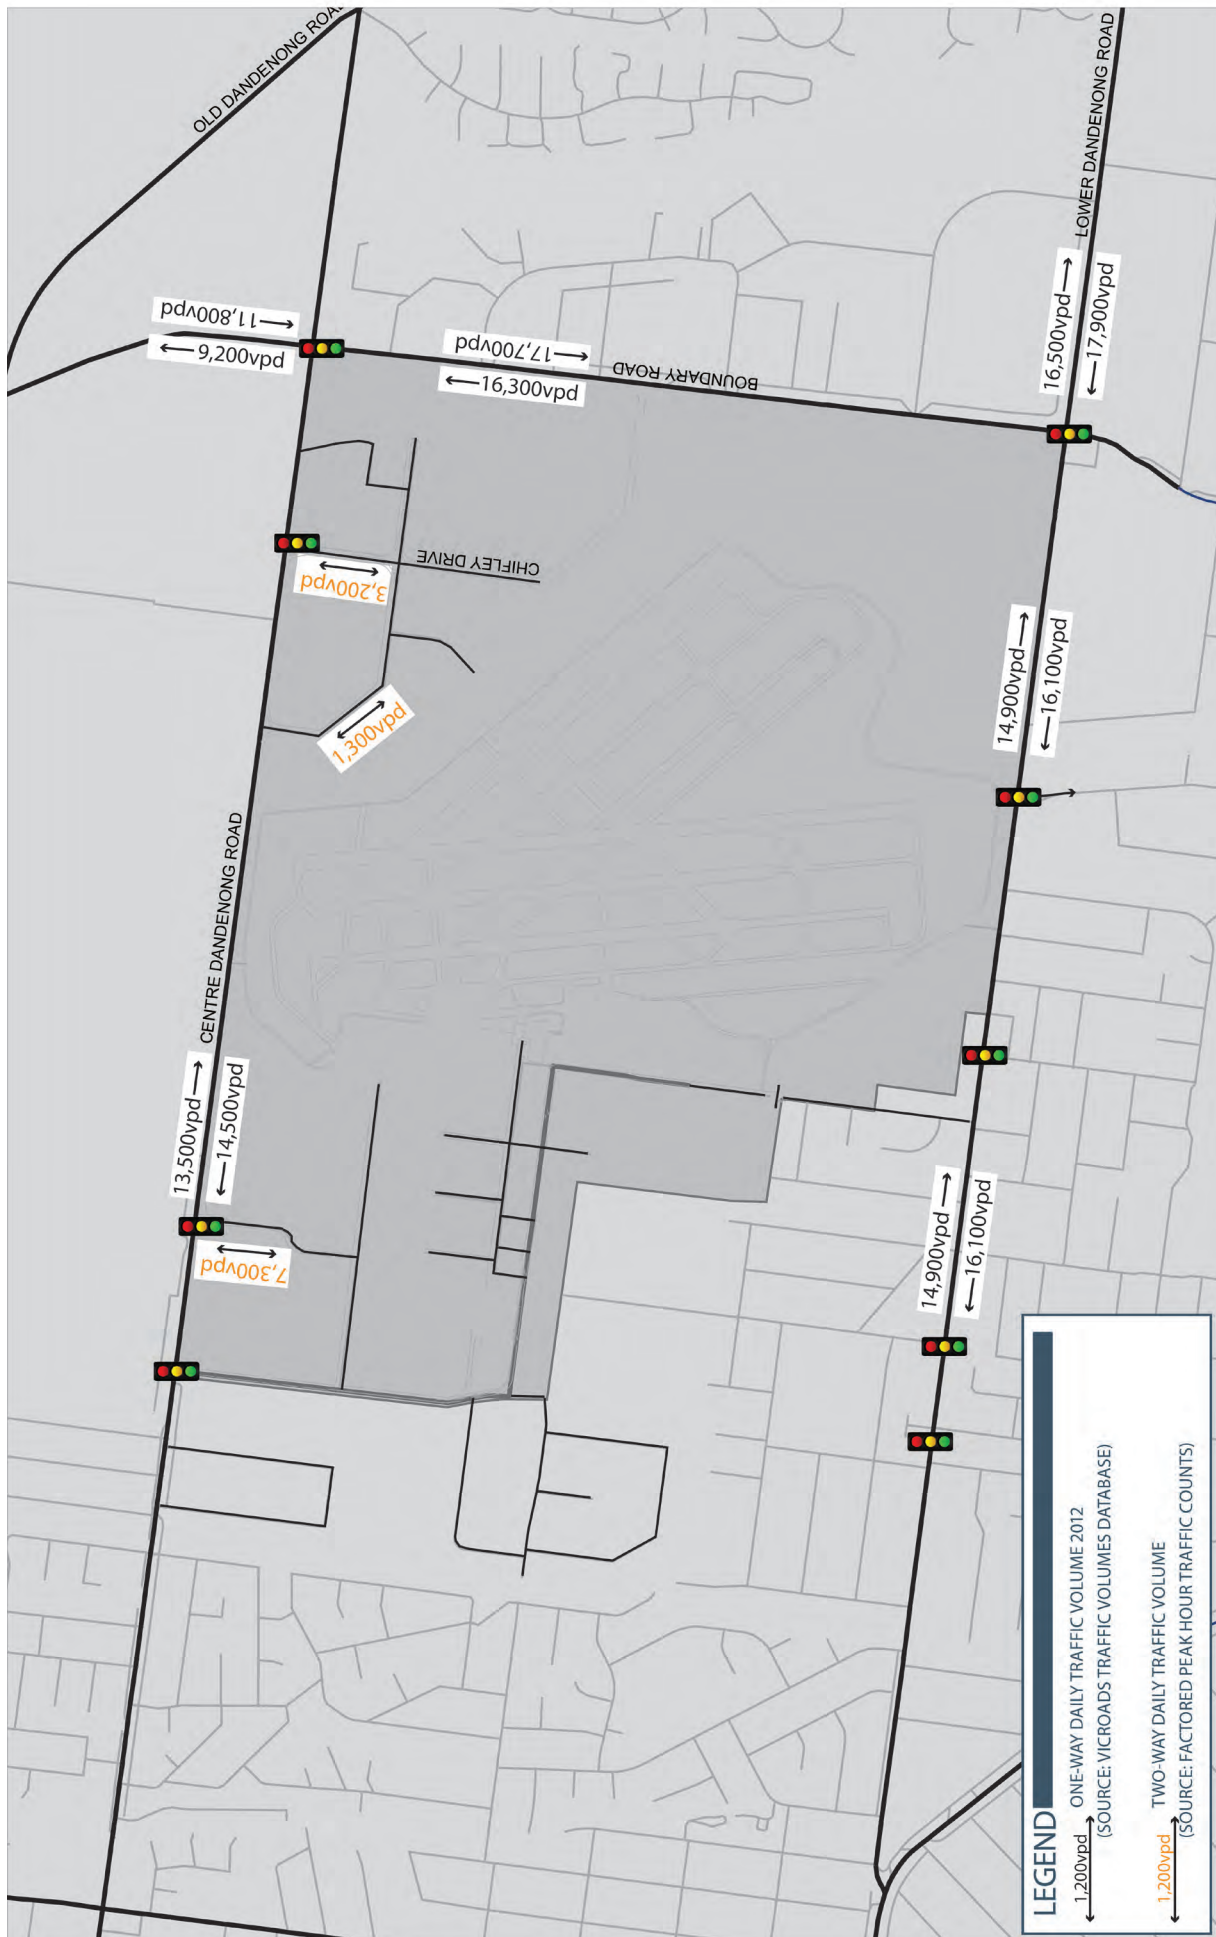 OLD DANDENONG ROAD
LOWER DANDENONG ROAD
11,800vpd
9,200vpd
17,700vpd
16,300vpd
BOUNDARY ROAD
16,500vpd
17,900vpd
CHIFLEY DRIVE
3,200vpd
1,300vpd
14,900vpd
16,100vpd
CENTRE DANDENONG ROAD
13,500vpd
14,500vpd
7,300vpd
14,900vpd
16,100vpd
LEGEND
1,200vpd
ONE-WAY DAILY TRAFFIC VOLUME 2012
(SOURCE: VICROADS TRAFFIC VOLUMES DATABASE)
1,200vpd
TWO-WAY DAILY TRAFFIC VOLUME
(SOURCE: FACTORED PEAK HOUR TRAFFIC COUNTS)